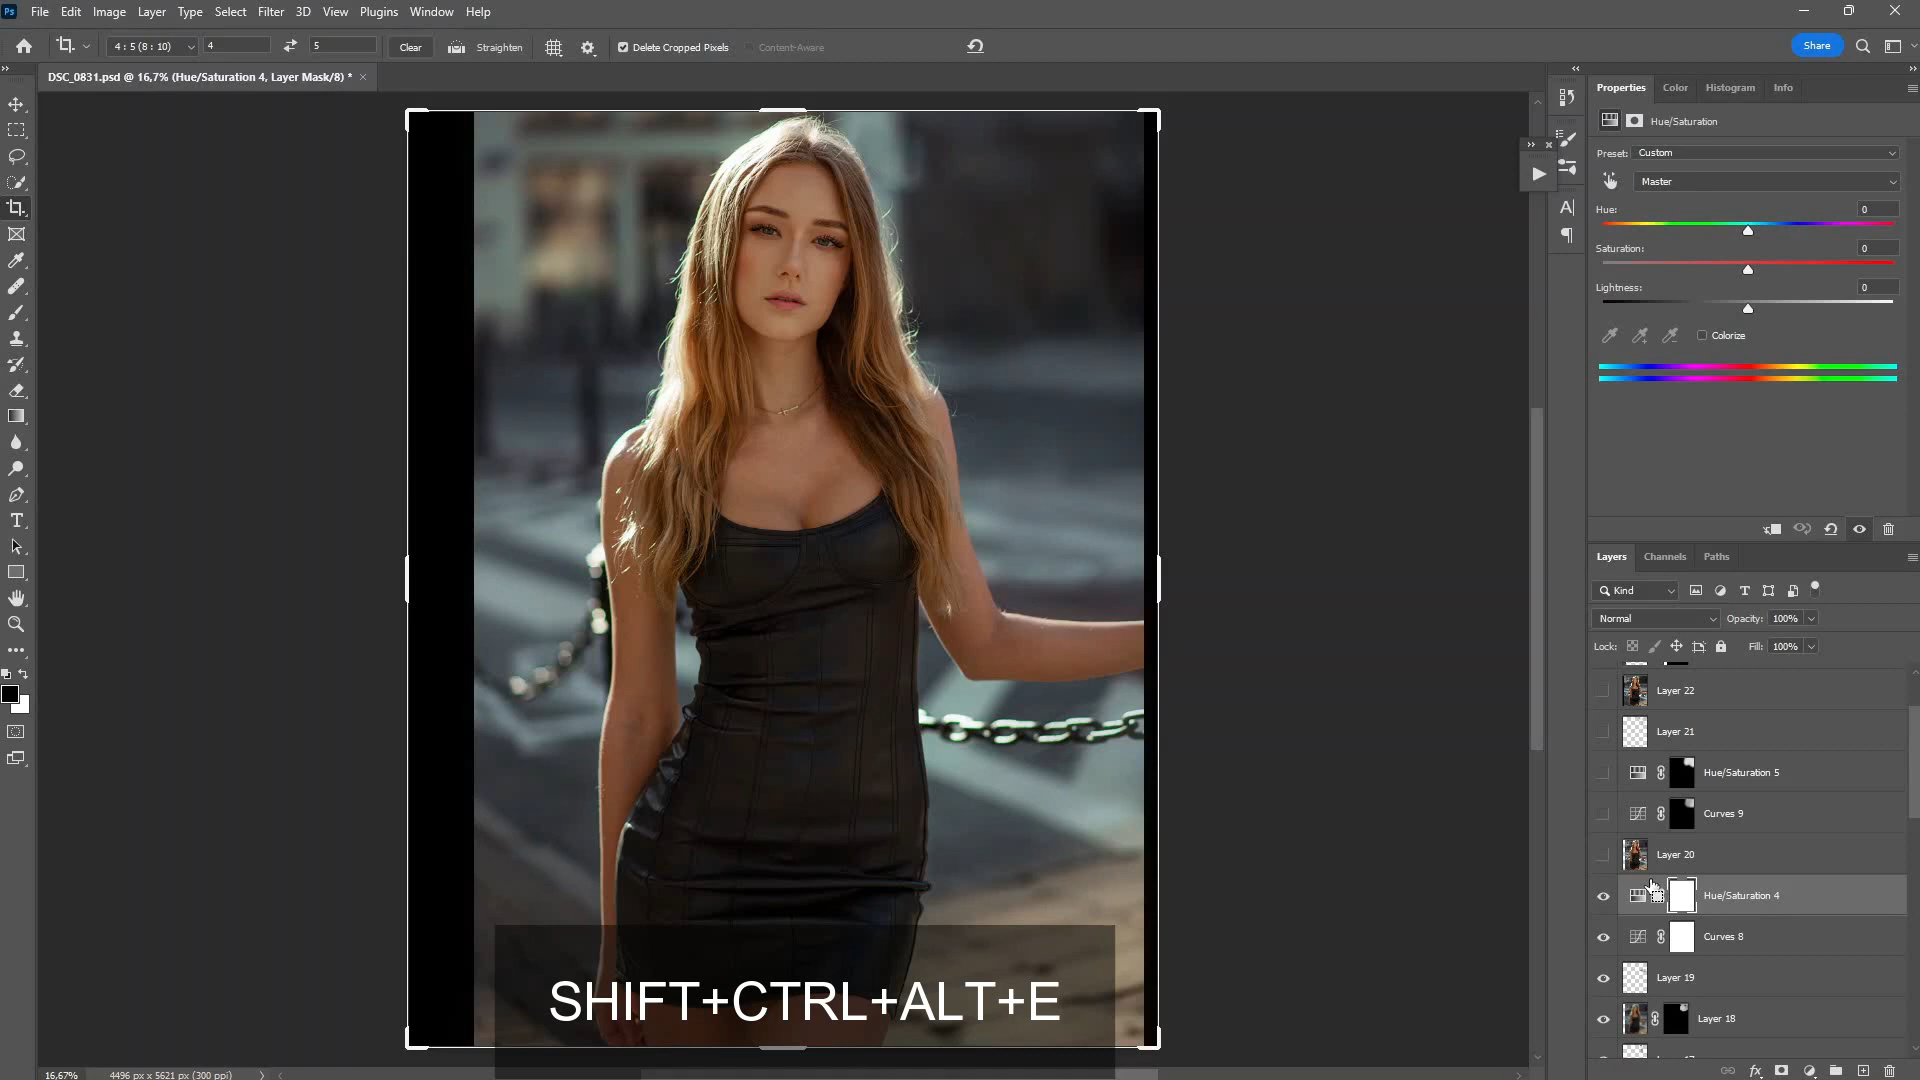 Ps File Edit Image Layer Type Select Filter 3D View Plugins Window Help
4 : 5 (8 : 10) 4 5 Clear Straighten Delete Cropped Pixels Content-Aware Share
DSC_0831.psd @ 16,7% (Hue/Saturation 4, Layer Mask/8) *
Properties Color Histogram Info
Hue/Saturation
Preset: Custom
Master
Hue: 0
Saturation: 0
Lightness: 0
Colorize
Layers Channels Paths
Kind
Normal Opacity: 100%
Lock: Fill: 100%
Layer 22
Layer 21
Hue/Saturation 5
Curves 9
Layer 20
Hue/Saturation 4
Curves 8
Layer 19
Layer 18
SHIFT+CTRL+ALT+E
16,67% 4496 px x 5621 px (300 ppi)